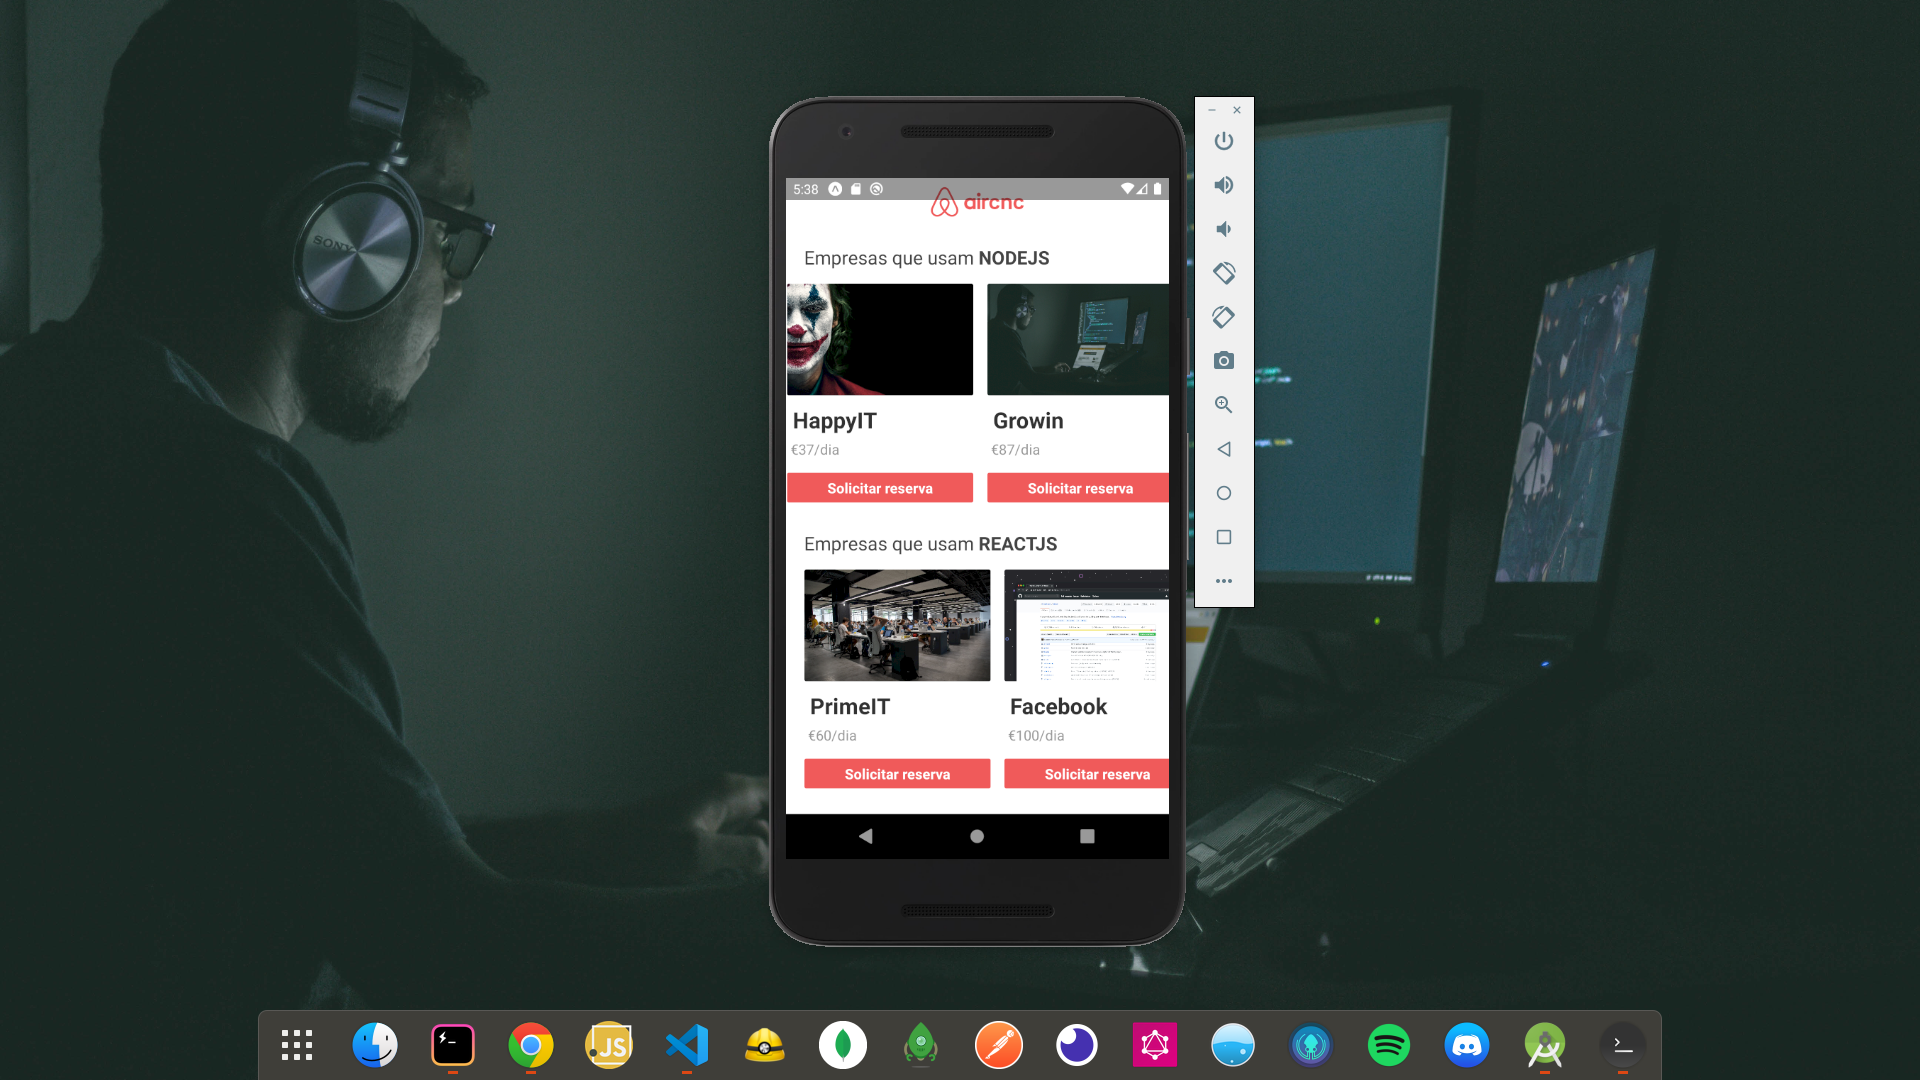 SONY
5:38
aircnc
Empresas que usam NODEJS
HappyIT
Growin
€37/dia
€87/dia
Solicitar reserva
Solicitar reserva
Empresas que usam REACTJS
PrimeIT
Facebook
€60/dia
€100/dia
Solicitar reserva
Solicitar reserva
JS